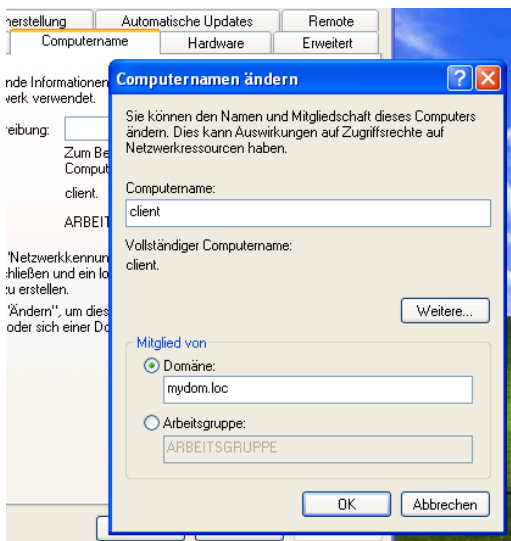 herstellung Automatische Updates Remote
Computername Hardware Erweitert
nde Informationen
werk verwendet.
reibung:
Zum Be
Comput
client.
ARBEIT
"Netzwerkkennun
chließen und ein lo
zu erstellen.
"Ändern", um dies
oder sich einer Do
Computernamen ändern
Sie können den Namen und Mitgliedschaft dieses Computers
ändern. Dies kann Auswirkungen auf Zugriffsrechte auf
Netzwerkressourcen haben.
Computername:
client
Vollständiger Computername:
client.
Weitere...
Mitglied von
Domäne:
mydom.loc
Arbeitsgruppe:
ARBEITSGRUPPE
OK Abbrechen